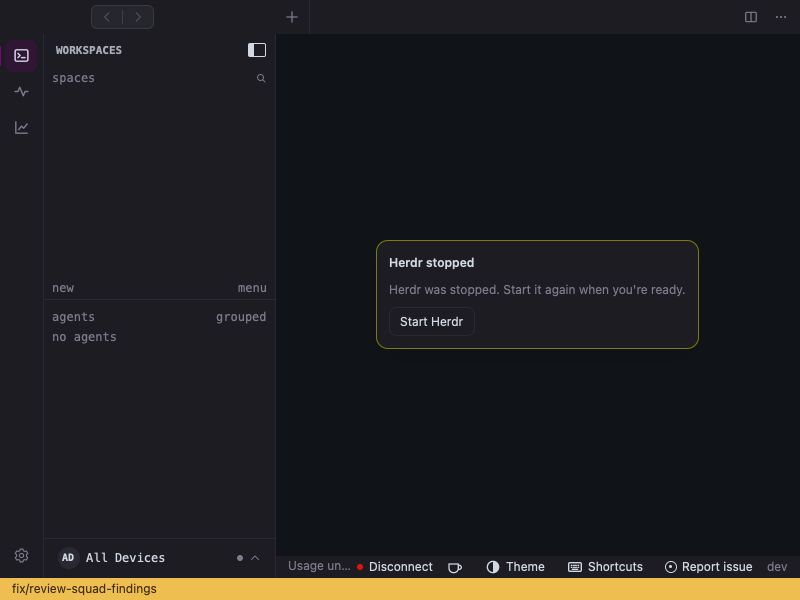 WORKSPACES
spaces
new menu
agents grouped
no agents
AD All Devices
Herdr stopped
Herdr was stopped. Start it again when you're ready.
Start Herdr
Usage un... Disconnect Theme Shortcuts Report issue dev
fix/review-squad-findings